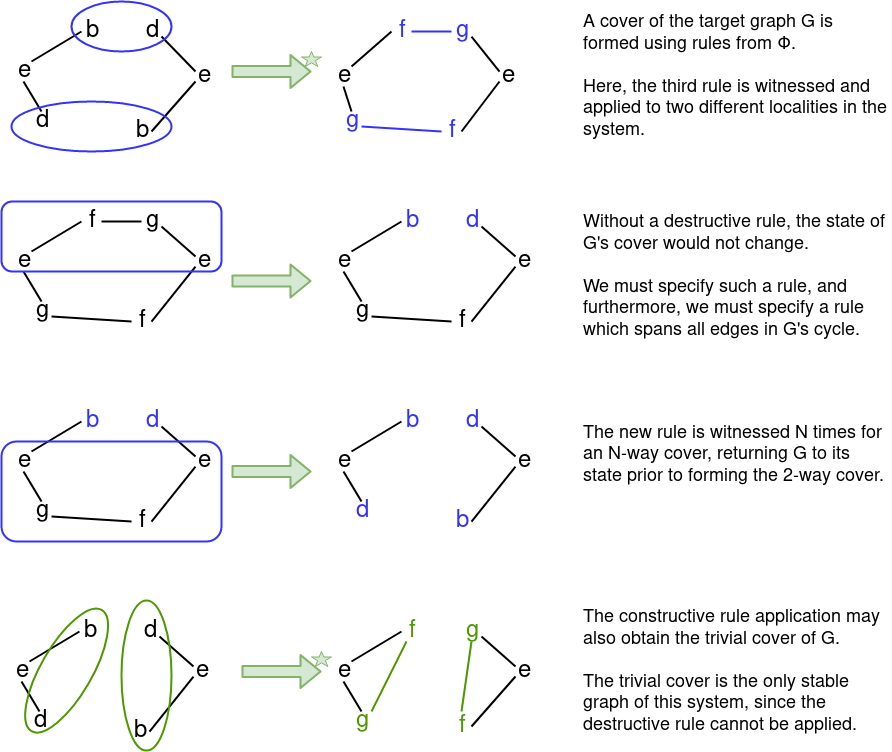 b d
e e
d b
f g
e e
g f
A cover of the target graph G is
formed using rules from Φ.
Here, the third rule is witnessed and
applied to two different localities in the
system.
f g
e e
g f
b d
e e
g f
Without a destructive rule, the state of
G's cover would not change.
We must specify such a rule, and
furthermore, we must specify a rule
which spans all edges in G's cycle.
b d
e e
g f
b d
e e
d b
The new rule is witnessed N times for
an N-way cover, returning G to its
state prior to forming the 2-way cover.
b d
e e
d b
f g
e e
g f
The constructive rule application may
also obtain the trivial cover of G.
The trivial cover is the only stable
graph of this system, since the
destructive rule cannot be applied.